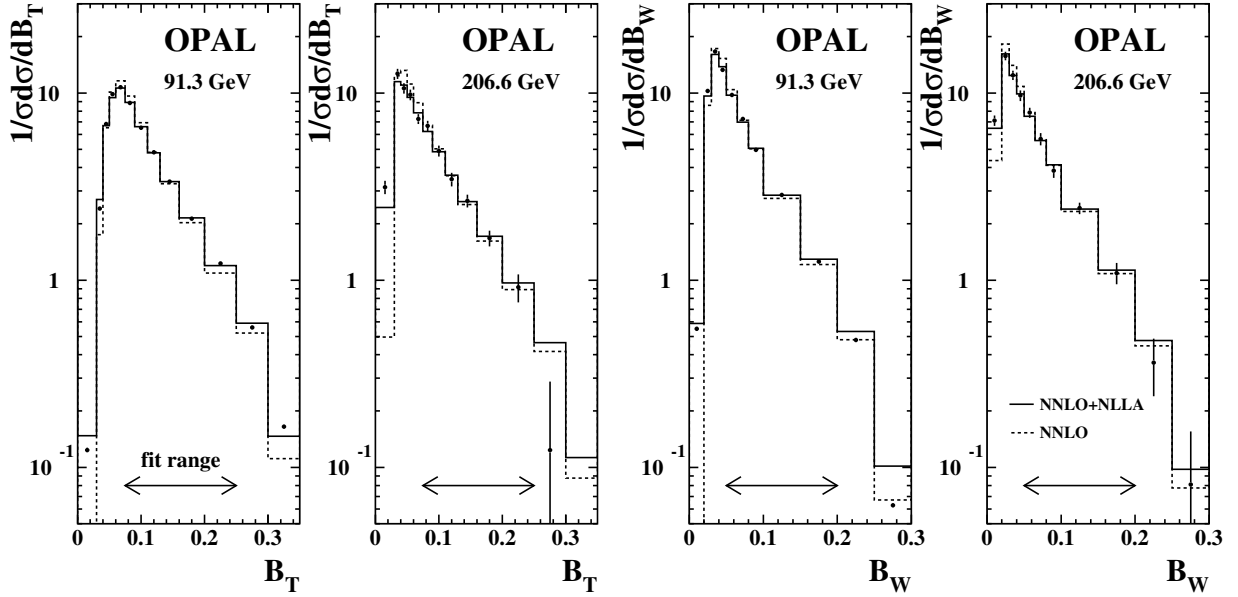 1/σdσ/dB_T
OPAL
91.3 GeV
10
1
10^-1
fit range
0 0.1 0.2 0.3
B_T
1/σdσ/dB_T
OPAL
206.6 GeV
10
1
10^-1
0 0.1 0.2 0.3
B_T
1/σdσ/dB_W
OPAL
91.3 GeV
10
1
10^-1
0 0.1 0.2 0.3
B_W
1/σdσ/dB_W
OPAL
206.6 GeV
10
1
10^-1
NNLO+NLLA
NNLO
0 0.1 0.2 0.3
B_W